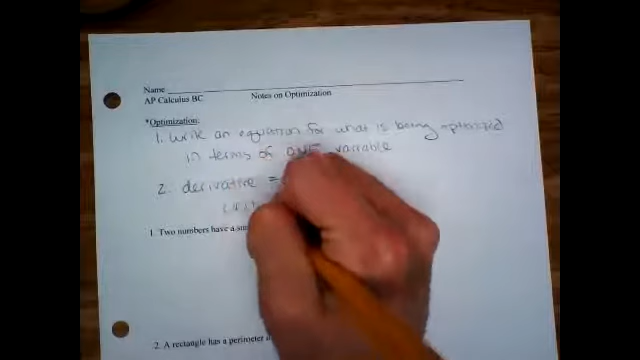 Name
AP Calculus BC Notes on Optimization
*Optimization:
1. Write an equation for what is being optimized
in terms of ONE variable
2. derivative =
1. Two numbers have a
2. A rectangle has a perimeter